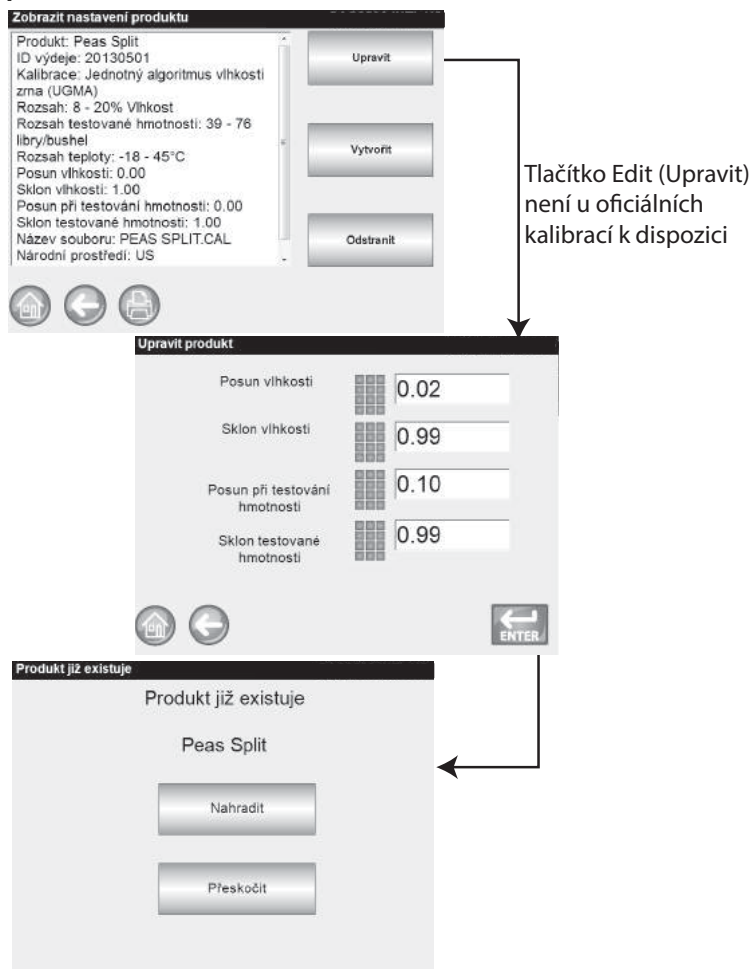 Zobrazit nastavení produktu
Produkt: Peas Split
ID výdeje: 20130501
Kalibrace: Jednotný algoritmus vlhkosti
zrna (UGMA)
Rozsah: 8 - 20% Vlhkost
Rozsah testované hmotnosti: 39 - 76
libry/bushel
Rozsah teploty: -18 - 45°C
Posun vlhkosti: 0.00
Sklon vlhkosti: 1.00
Posun při testování hmotnosti: 0.00
Sklon testované hmotnosti: 1.00
Název souboru: PEAS SPLIT.CAL
Národní prostředí: US
Upravit
Vytvořit
Odstranit
Tlačítko Edit (Upravit)
není u oficiálních
kalibrací k dispozici
Upravit produkt
Posun vlhkosti
0.02
Sklon vlhkosti
0.99
Posun při testování
hmotnosti
0.10
Sklon testované
hmotnosti
0.99
ENTER
Produkt již existuje
Produkt již existuje
Peas Split
Nahradit
Přeskočit